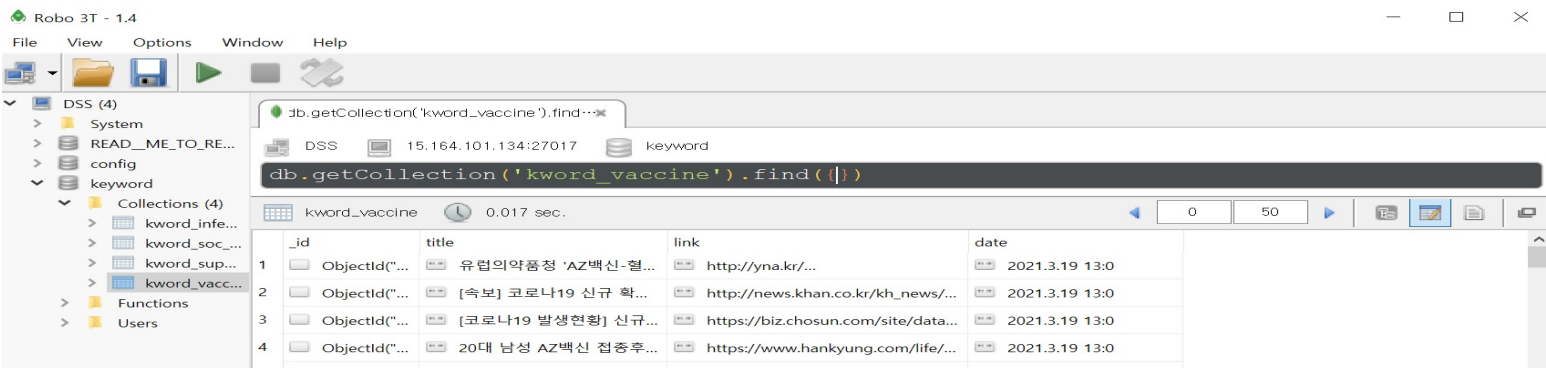 Robo 3T - 1.4
File View Options Window Help
DSS (4)
System
READ__ME_TO_RE...
config
keyword
Collections (4)
kword_infe...
kword_soc_...
kword_sup...
kword_vacc...
Functions
Users
db.getCollection('kword_vaccine').find⋯
DSS 15.164.101.134:27017 keyword
db.getCollection('kword_vaccine').find({})
kword_vaccine 0.017 sec. 0 50
_id title link date
1 ObjectId("... 유럽의약품청 'AZ백신-혈... http://yna.kr/... 2021.3.19 13:0
2 ObjectId("... [속보] 코로나19 신규 확... http://news.khan.co.kr/kh_news/... 2021.3.19 13:0
3 ObjectId("... [코로나19 발생현황] 신규... https://biz.chosun.com/site/data... 2021.3.19 13:0
4 ObjectId("... 20대 남성 AZ백신 접종후... https://www.hankyung.com/life/... 2021.3.19 13:0